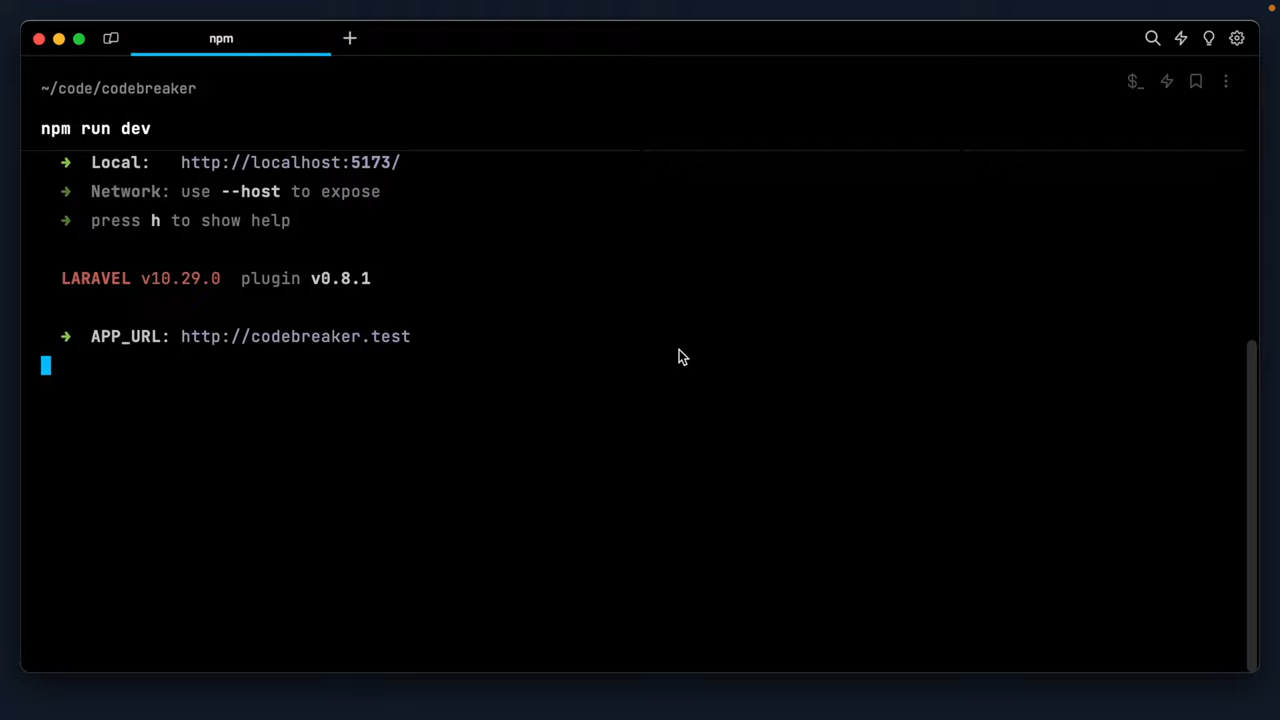 npm
~/code/codebreaker
$_
npm run dev
➜ Local: http://localhost:5173/
➜ Network: use --host to expose
➜ press h to show help
LARAVEL v10.29.0 plugin v0.8.1
➜ APP_URL: http://codebreaker.test